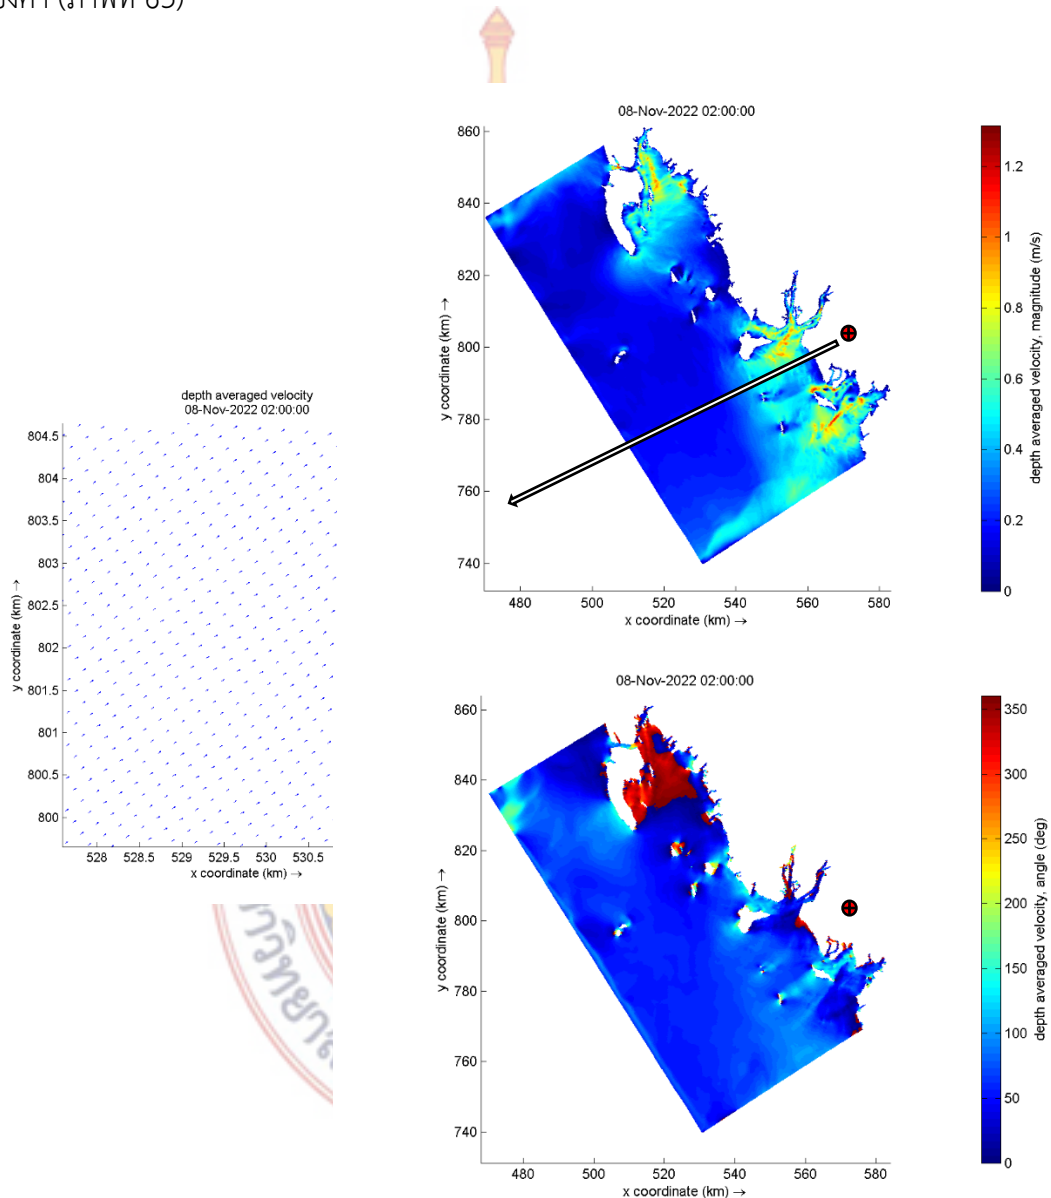 (ภาพที่ 65)
08-Nov-2022 02:00:00
860
840
820
800
780
760
740
480 500 520 540 560 580
x coordinate (km) →
y coordinate (km) →
1.2
1
0.8
0.6
0.4
0.2
0
depth averaged velocity, magnitude (m/s)
depth averaged velocity
08-Nov-2022 02:00:00
804.5
804
803.5
803
802.5
802
801.5
801
800.5
800
528 528.5 529 529.5 530 530.5
x coordinate (km) →
y coordinate (km) →
08-Nov-2022 02:00:00
860
840
820
800
780
760
740
480 500 520 540 560 580
x coordinate (km) →
y coordinate (km) →
350
300
250
200
150
100
50
0
depth averaged velocity, angle (deg)